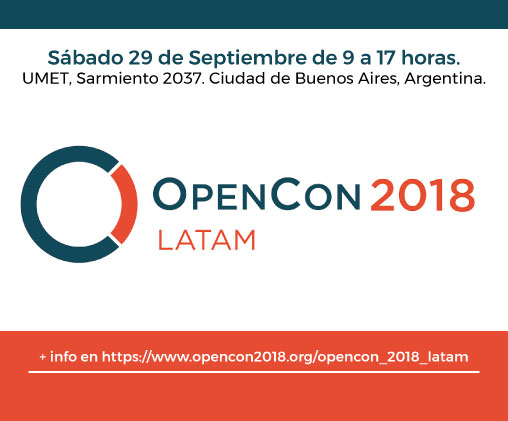 Sábado 29 de Septiembre de 9 a 17 horas.
UMET, Sarmiento 2037. Ciudad de Buenos Aires, Argentina.
OPENCON 2018
LATAM
+ info en https://www.opencon2018.org/opencon_2018_latam